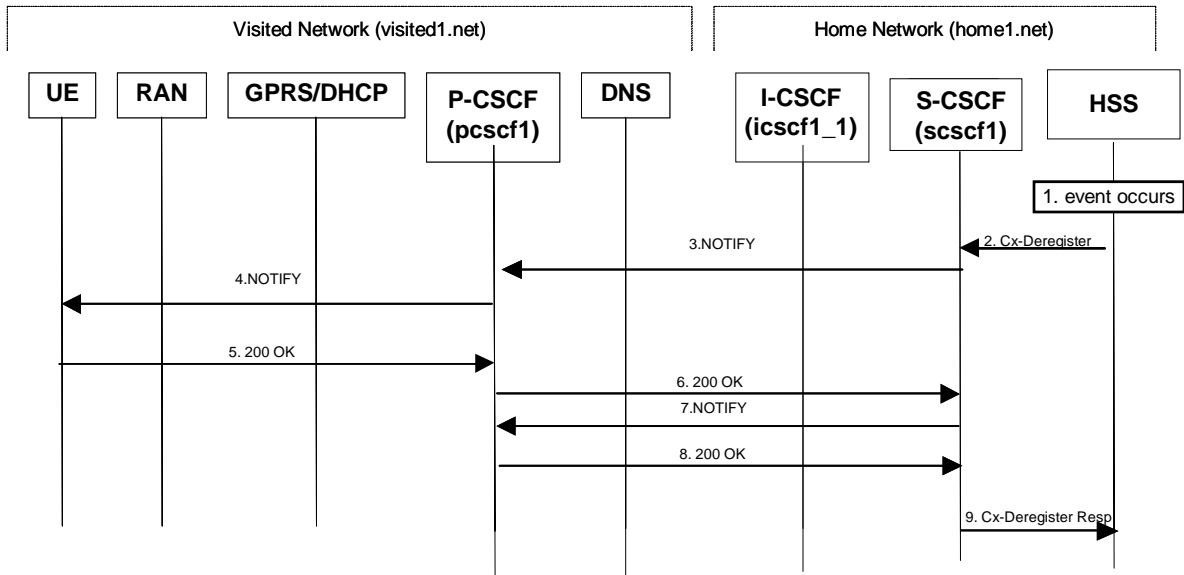 Visited Network (visited1.net)
Home Network (home1.net)
UE
RAN
GPRS/DHCP
P-CSCF
(pcscf1)
DNS
I-CSCF
(icscf1_1)
S-CSCF
(scscf1)
HSS
1. event occurs
2. Cx-Deregister
3.NOTIFY
4.NOTIFY
5. 200 OK
6. 200 OK
7.NOTIFY
8. 200 OK
9. Cx-Deregister Resp